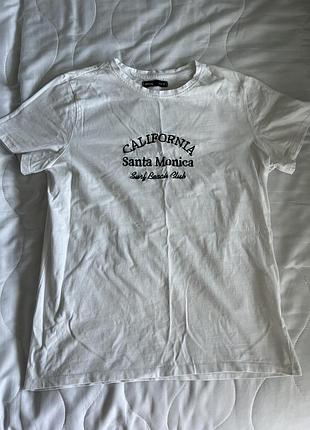 CALIFORNIA
Santa Monica
Surf Beach Club